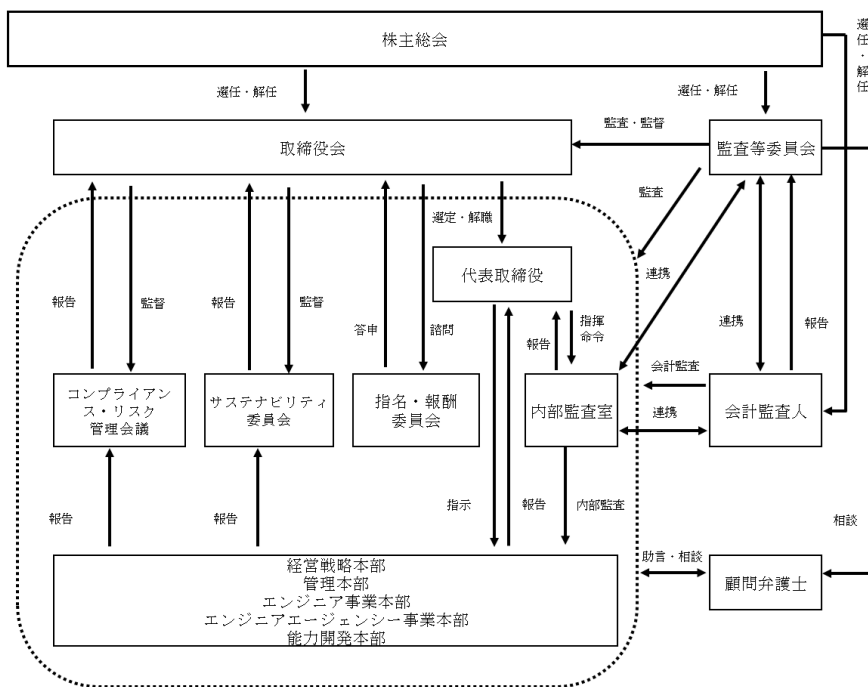 株主総会
選任・解任
選任・解任
選任・解任
取締役会
監査・監督
監査等委員会
監査
選定・解職
代表取締役
報告
監督
報告
監督
答申
諮問
報告
指揮
命令
連携
連携
報告
会計監査
連携
コンプライアン
ス・リスク
管理会議
サステナビリティ
委員会
指名・報酬
委員会
内部監査室
会計監査人
報告
報告
指示
報告
内部監査
相談
助言・相談
経営戦略本部
管理本部
エンジニア事業本部
エンジニアエージェンシー事業本部
能力開発本部
顧問弁護士